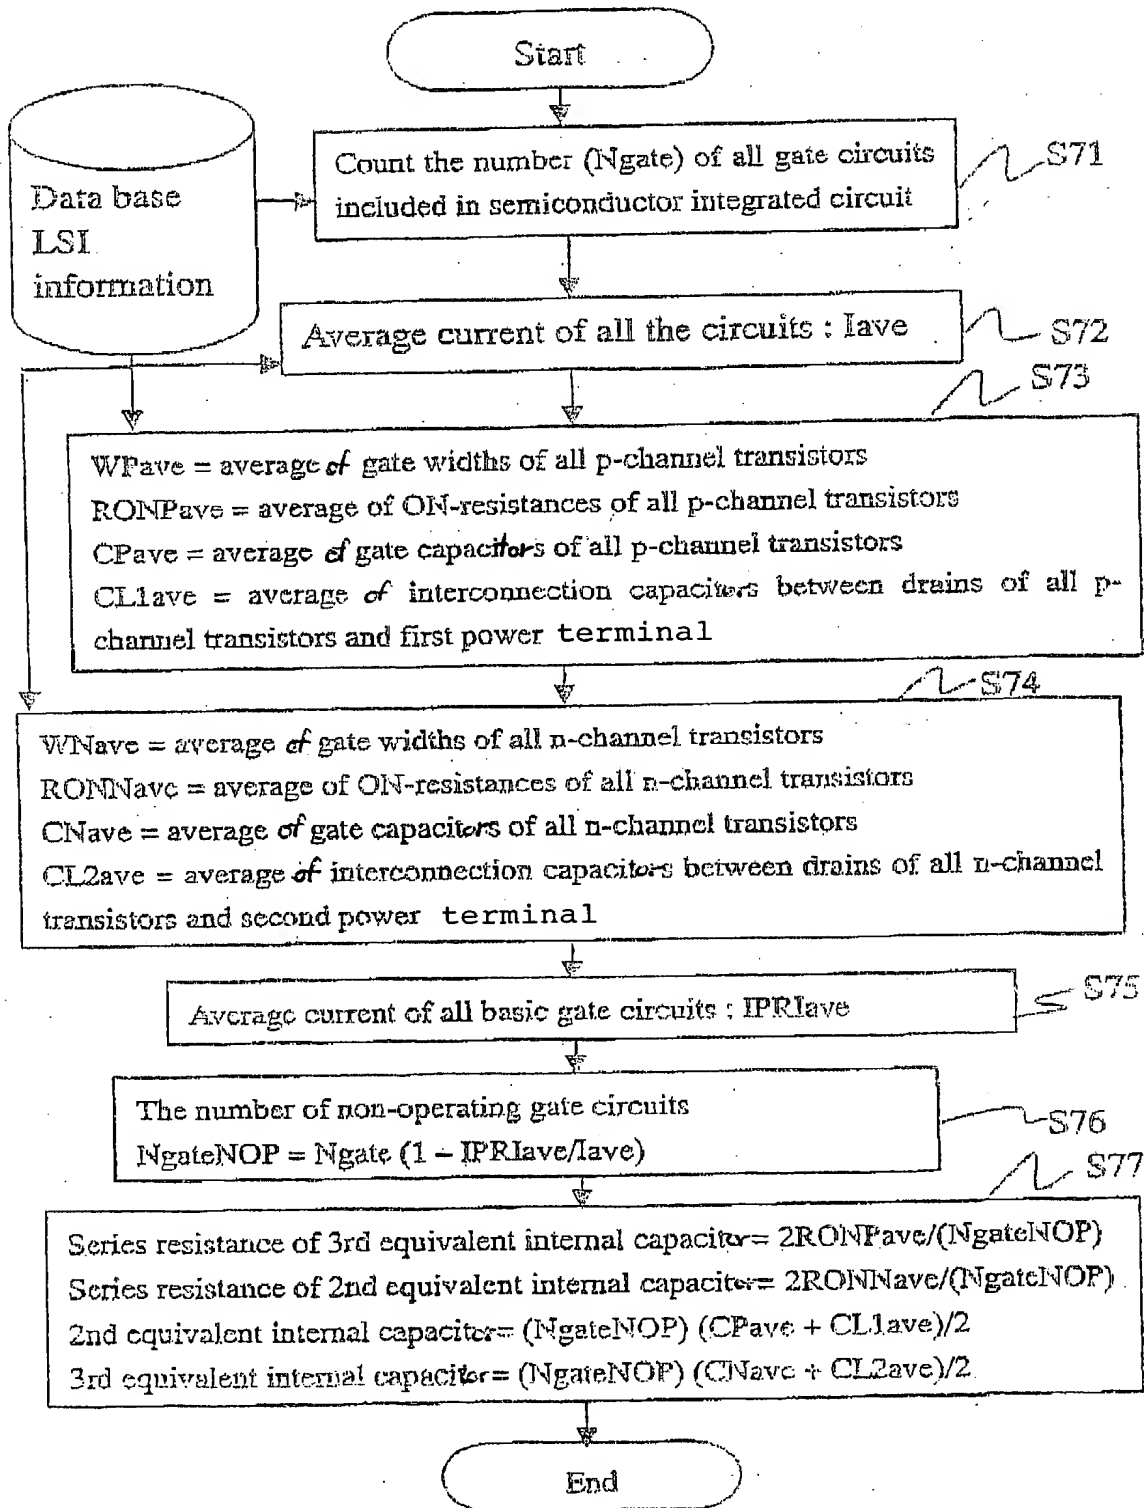 Start
Data base
LSI
information
Count the number (Ngate) of all gate circuits
included in semiconductor integrated circuit
S71
Average current of all the circuits : Iave
S72
S73
WPave = average of gate widths of all p-channel transistors
RONPave = average of ON-resistances of all p-channel transistors
CPave = average of gate capacitors of all p-channel transistors
CL1ave = average of interconnection capacitors between drains of all p-
channel transistors and first power terminal
S74
WNave = average of gate widths of all n-channel transistors
RONNave = average of ON-resistances of all n-channel transistors
CNave = average of gate capacitors of all n-channel transistors
CL2ave = average of interconnection capacitors between drains of all n-channel
transistors and second power terminal
S75
Average current of all basic gate circuits : IPRIave
The number of non-operating gate circuits
NgateNOP = Ngate (1 – IPRIave/Iave)
S76
S77
Series resistance of 3rd equivalent internal capacitor= 2RONPave/(NgateNOP)
Series resistance of 2nd equivalent internal capacitor= 2RONNave/(NgateNOP)
2nd equivalent internal capacitor= (NgateNOP) (CPave + CL1ave)/2
3rd equivalent internal capacitor= (NgateNOP) (CNave + CL2ave)/2
End